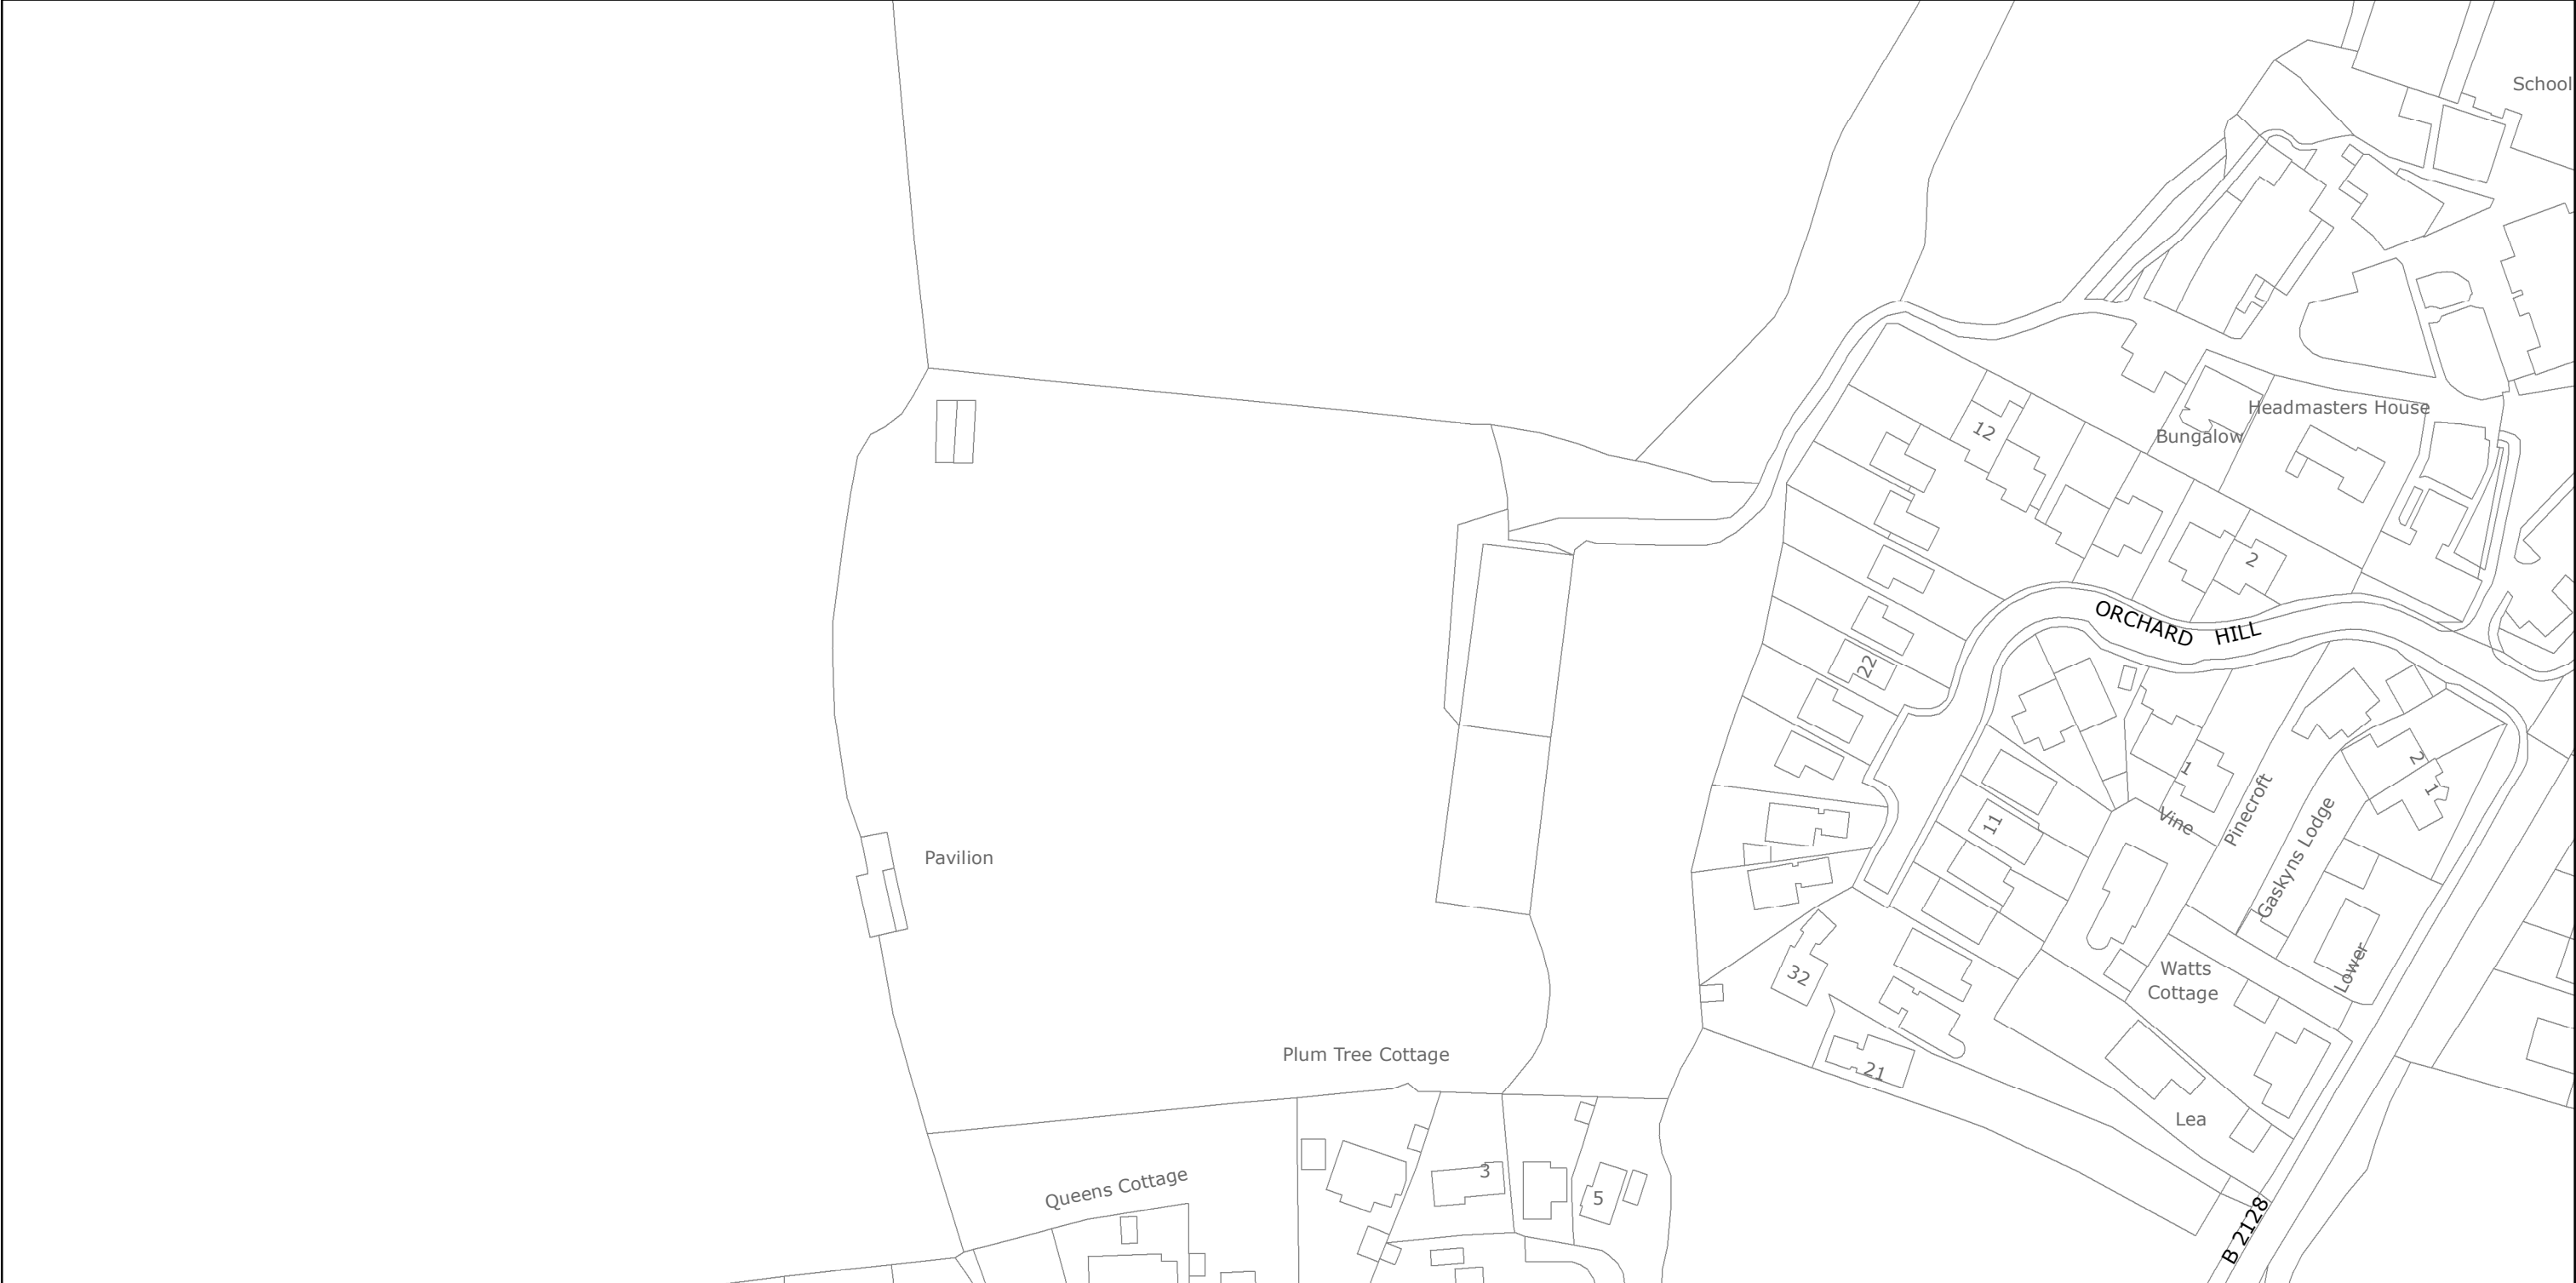 School
Headmasters House
12
Bungalow
2
ORCHARD HILL
22
2
1
1
Pinecroft
Vine
11
Gaskyns Lodge
Pavilion
Lower
Watts
Cottage
32
Plum Tree Cottage
21
Lea
3
Queens Cottage
5
B 2128